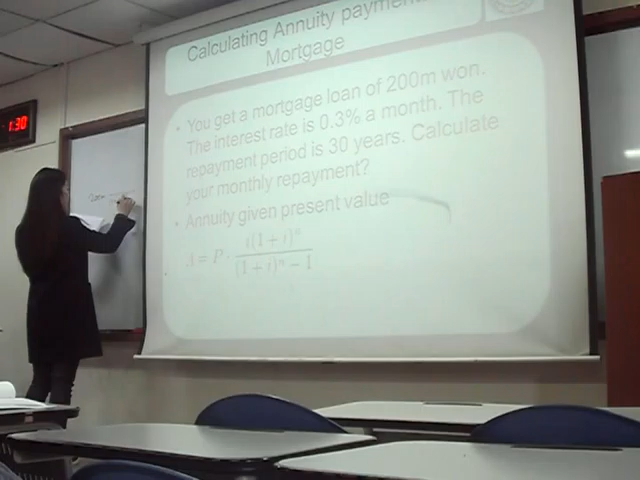 Calculating Annuity payment
Mortgage
1:30
• You get a mortgage loan of 200m won.
The interest rate is 0.3% a month. The
repayment period is 30 years. Calculate
your monthly repayment?
• Annuity given present value
A = P · i(1 + i)ⁿ / (1 + i)ⁿ − 1